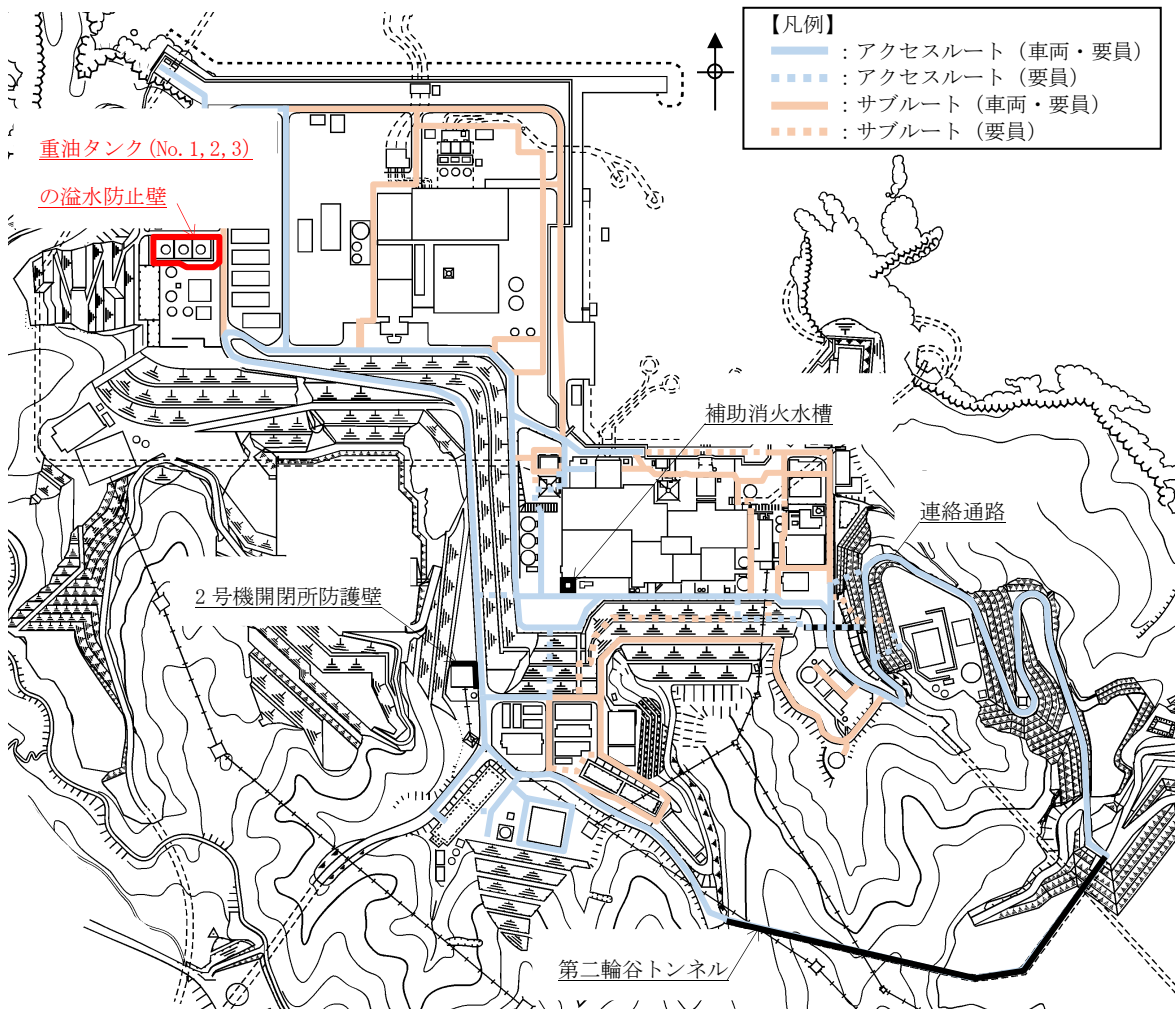 【凡例】
：アクセスルート（車両・要員）
：アクセスルート（要員）
：サブルート（車両・要員）
：サブルート（要員）
重油タンク(No. 1, 2, 3)
の溢水防止壁
補助消火水槽
連絡通路
2 号機開閉所防護壁
第二輪谷トンネル